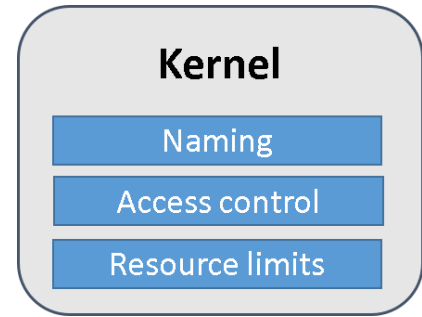 Kernel
Naming
Access control
Resource limits